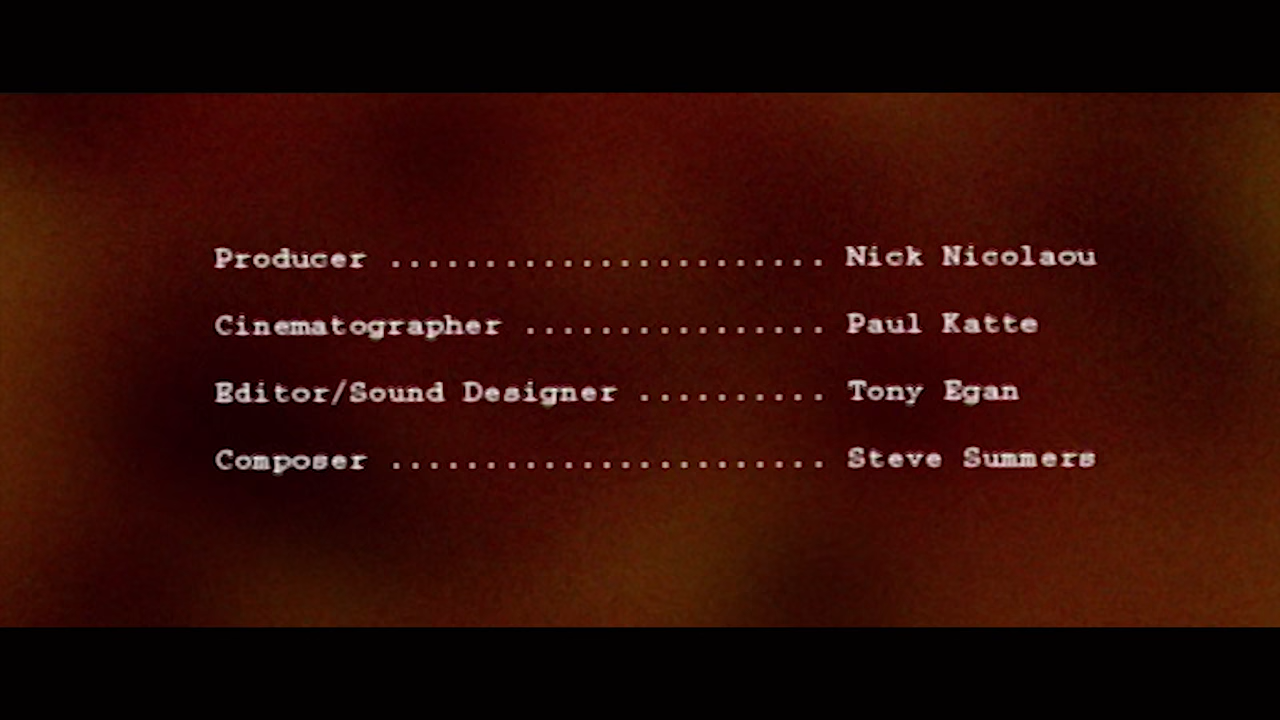 Producer ....................... Nick Nicolaou
Cinematographer ................ Paul Katte
Editor/Sound Designer .......... Tony Egan
Composer ....................... Steve Summers